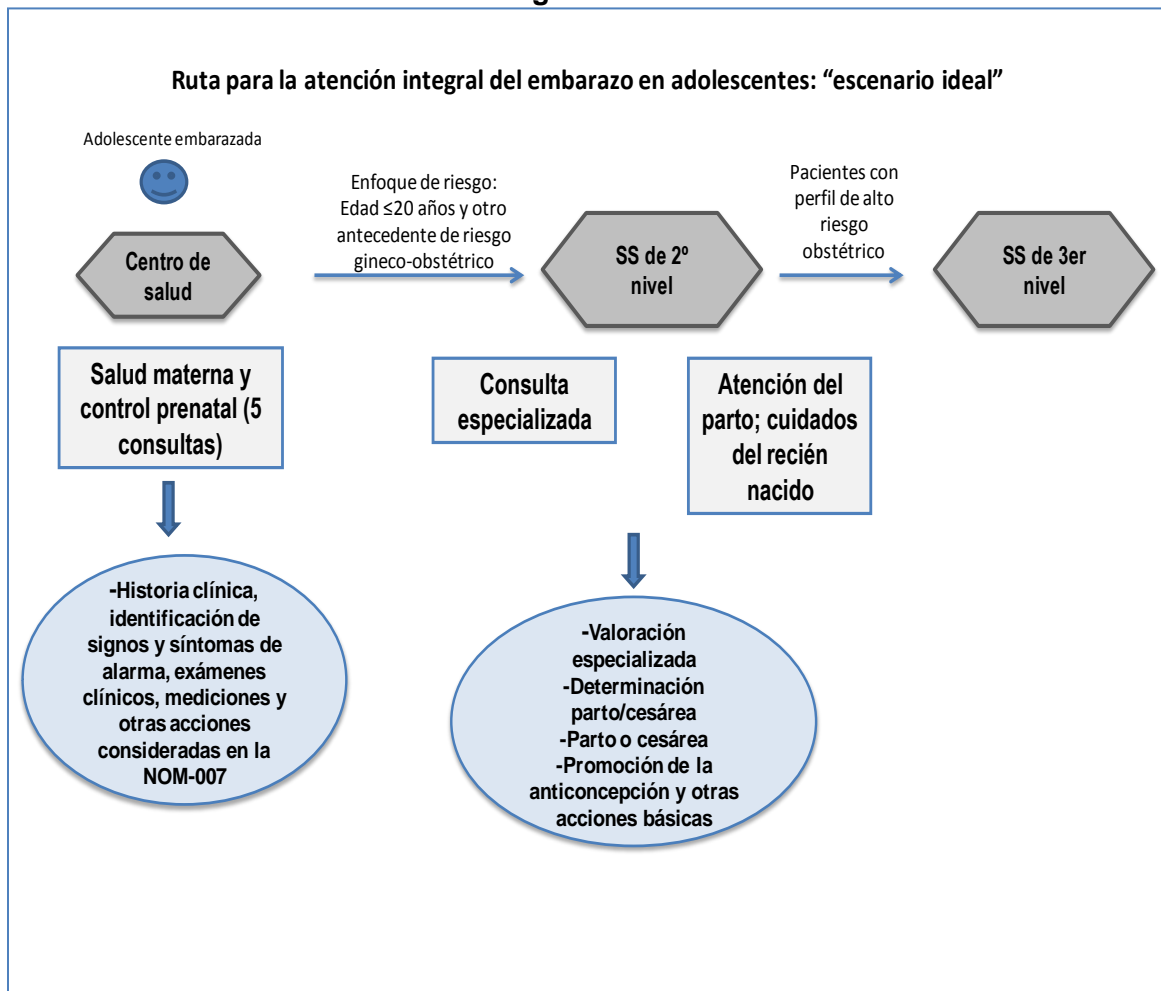 Ruta para la atención integral del embarazo en adolescentes: “escenario ideal”
Adolescente embarazada
Centro de
salud
Enfoque de riesgo:
Edad ≤20 años y otro
antecedente de riesgo
gineco-obstétrico
SS de 2º
nivel
Pacientes con
perfil de alto
riesgo
obstétrico
SS de 3er
nivel
Salud materna y
control prenatal (5
consultas)
Consulta
especializada
Atención del
parto; cuidados
del recién
nacido
-Historia clínica,
identificación de
signos y síntomas de
alarma, exámenes
clínicos, mediciones y
otras acciones
consideradas en la
NOM-007
-Valoración
especializada
-Determinación
parto/cesárea
-Parto o cesárea
-Promoción de la
anticoncepción y otras
acciones básicas